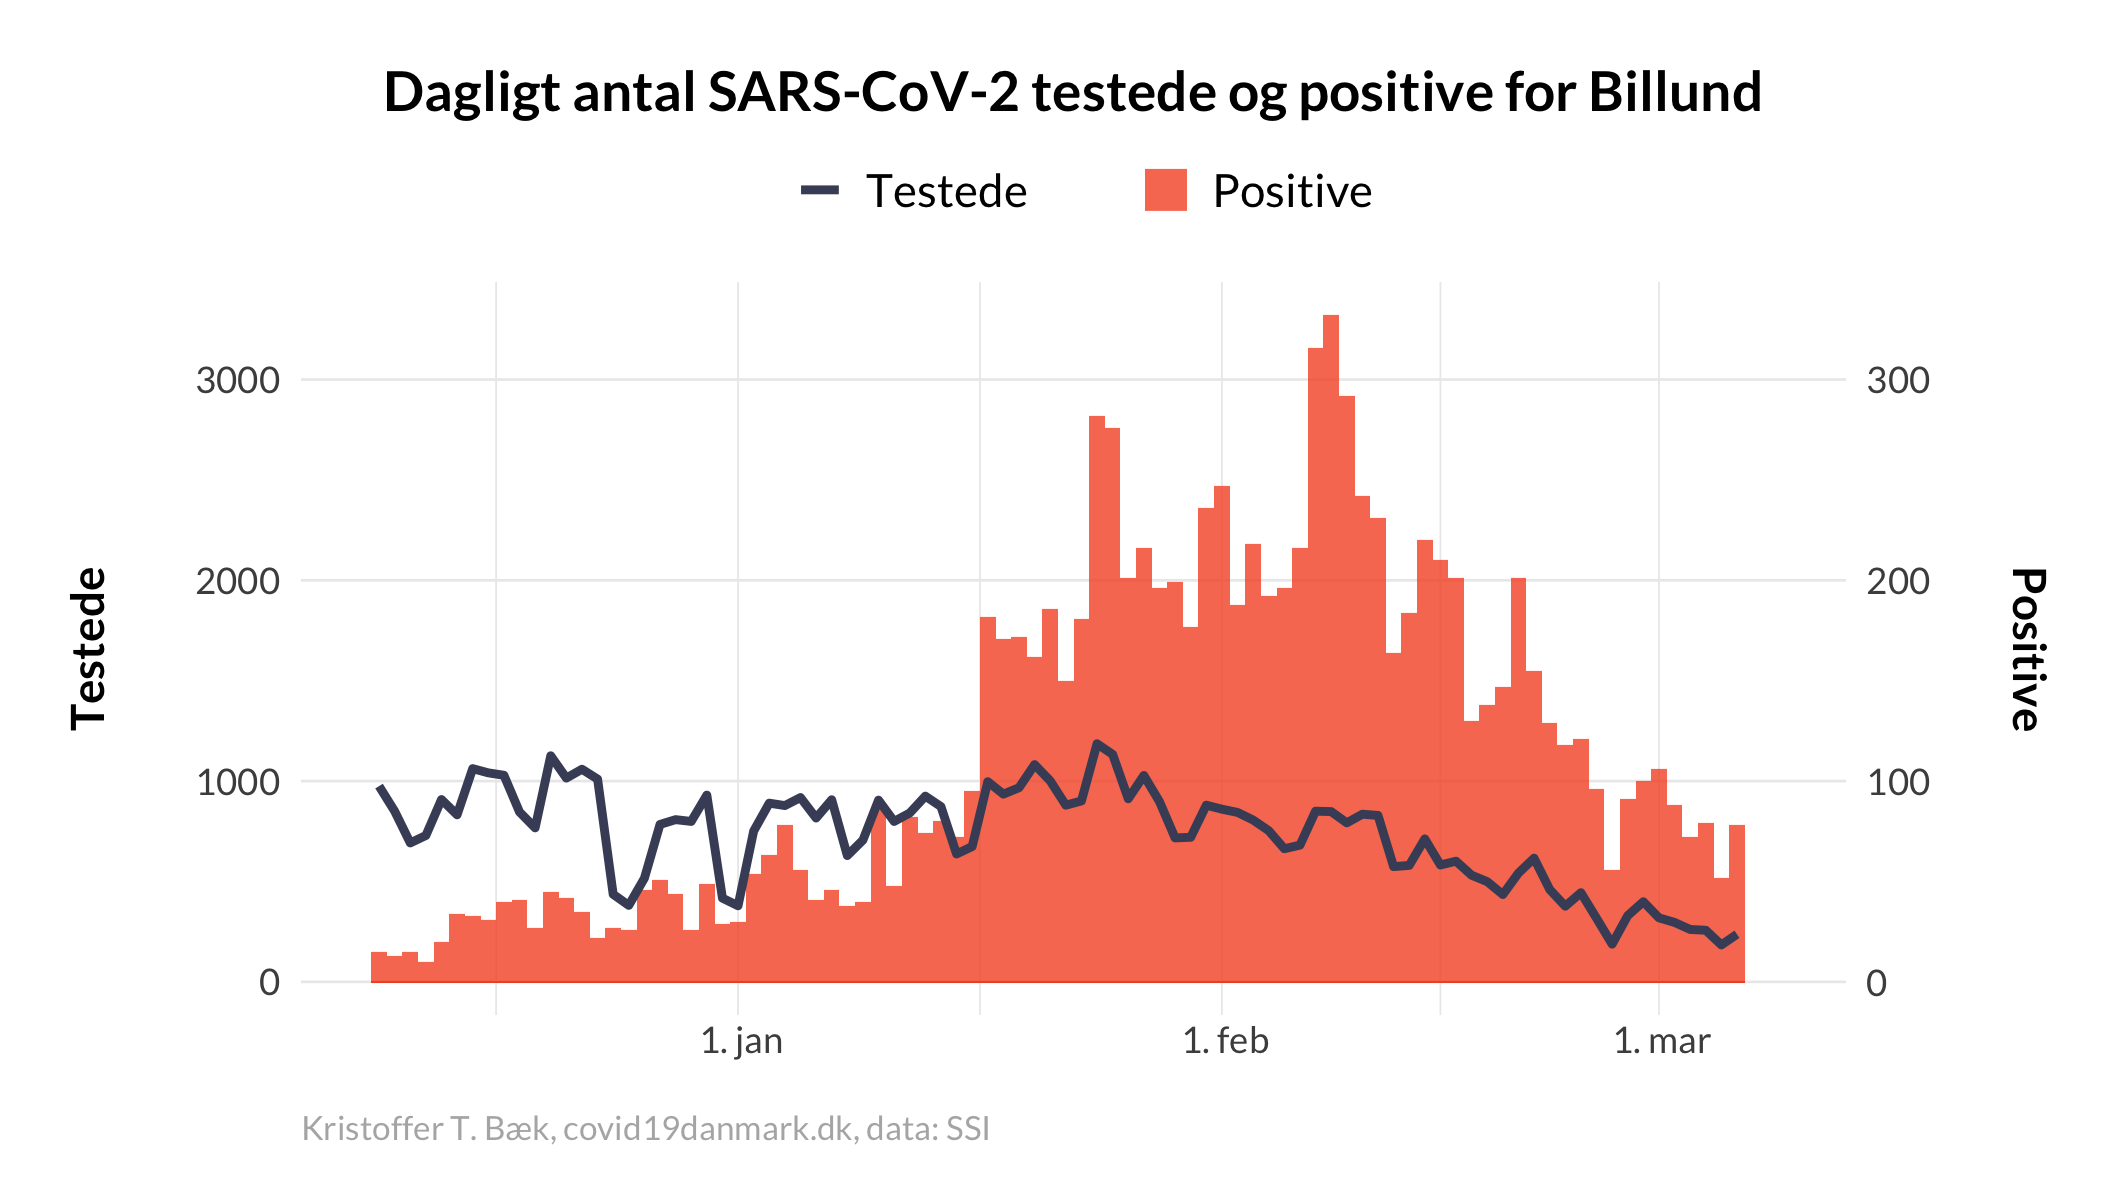 Dagligt antal SARS-CoV-2 testede og positive for Billund
Testede
Positive
Testede
3000
2000
1000
0
300
200
100
0
Positive
1. jan
1. feb
1. mar
Kristoffer T. Bæk, covid19danmark.dk, data: SSI